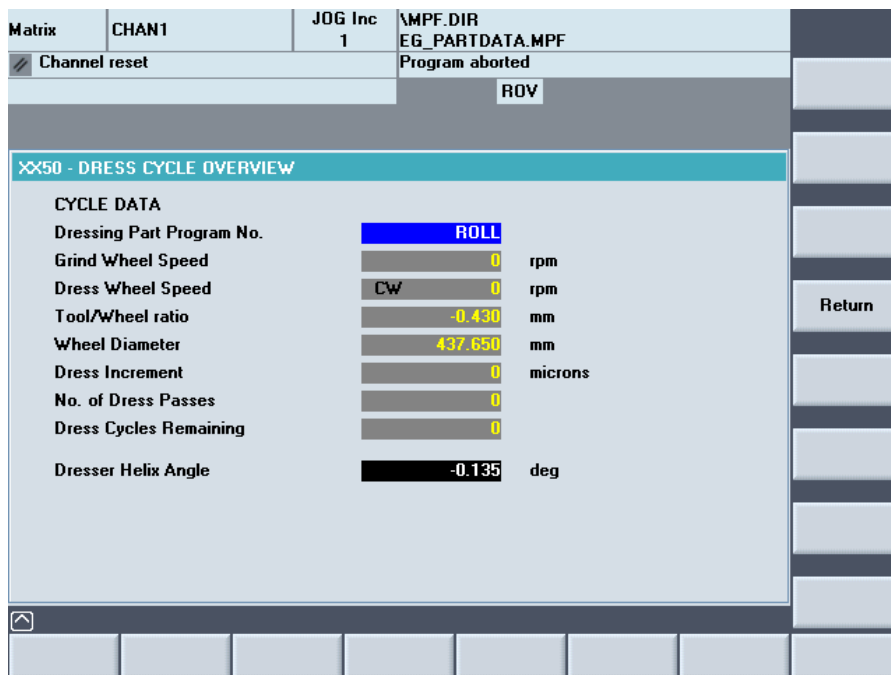 Matrix CHAN1 JOG Inc \MPF.DIR
1 EG_PARTDATA.MPF
Channel reset Program aborted
ROV
XX50 - DRESS CYCLE OVERVIEW
CYCLE DATA
Dressing Part Program No. ROLL
Grind Wheel Speed 0 rpm
Dress Wheel Speed CW 0 rpm
Tool/Wheel ratio -0.430 mm
Return
Wheel Diameter 437.650 mm
Dress Increment 0 microns
No. of Dress Passes 0
Dress Cycles Remaining 0
Dresser Helix Angle -0.135 deg